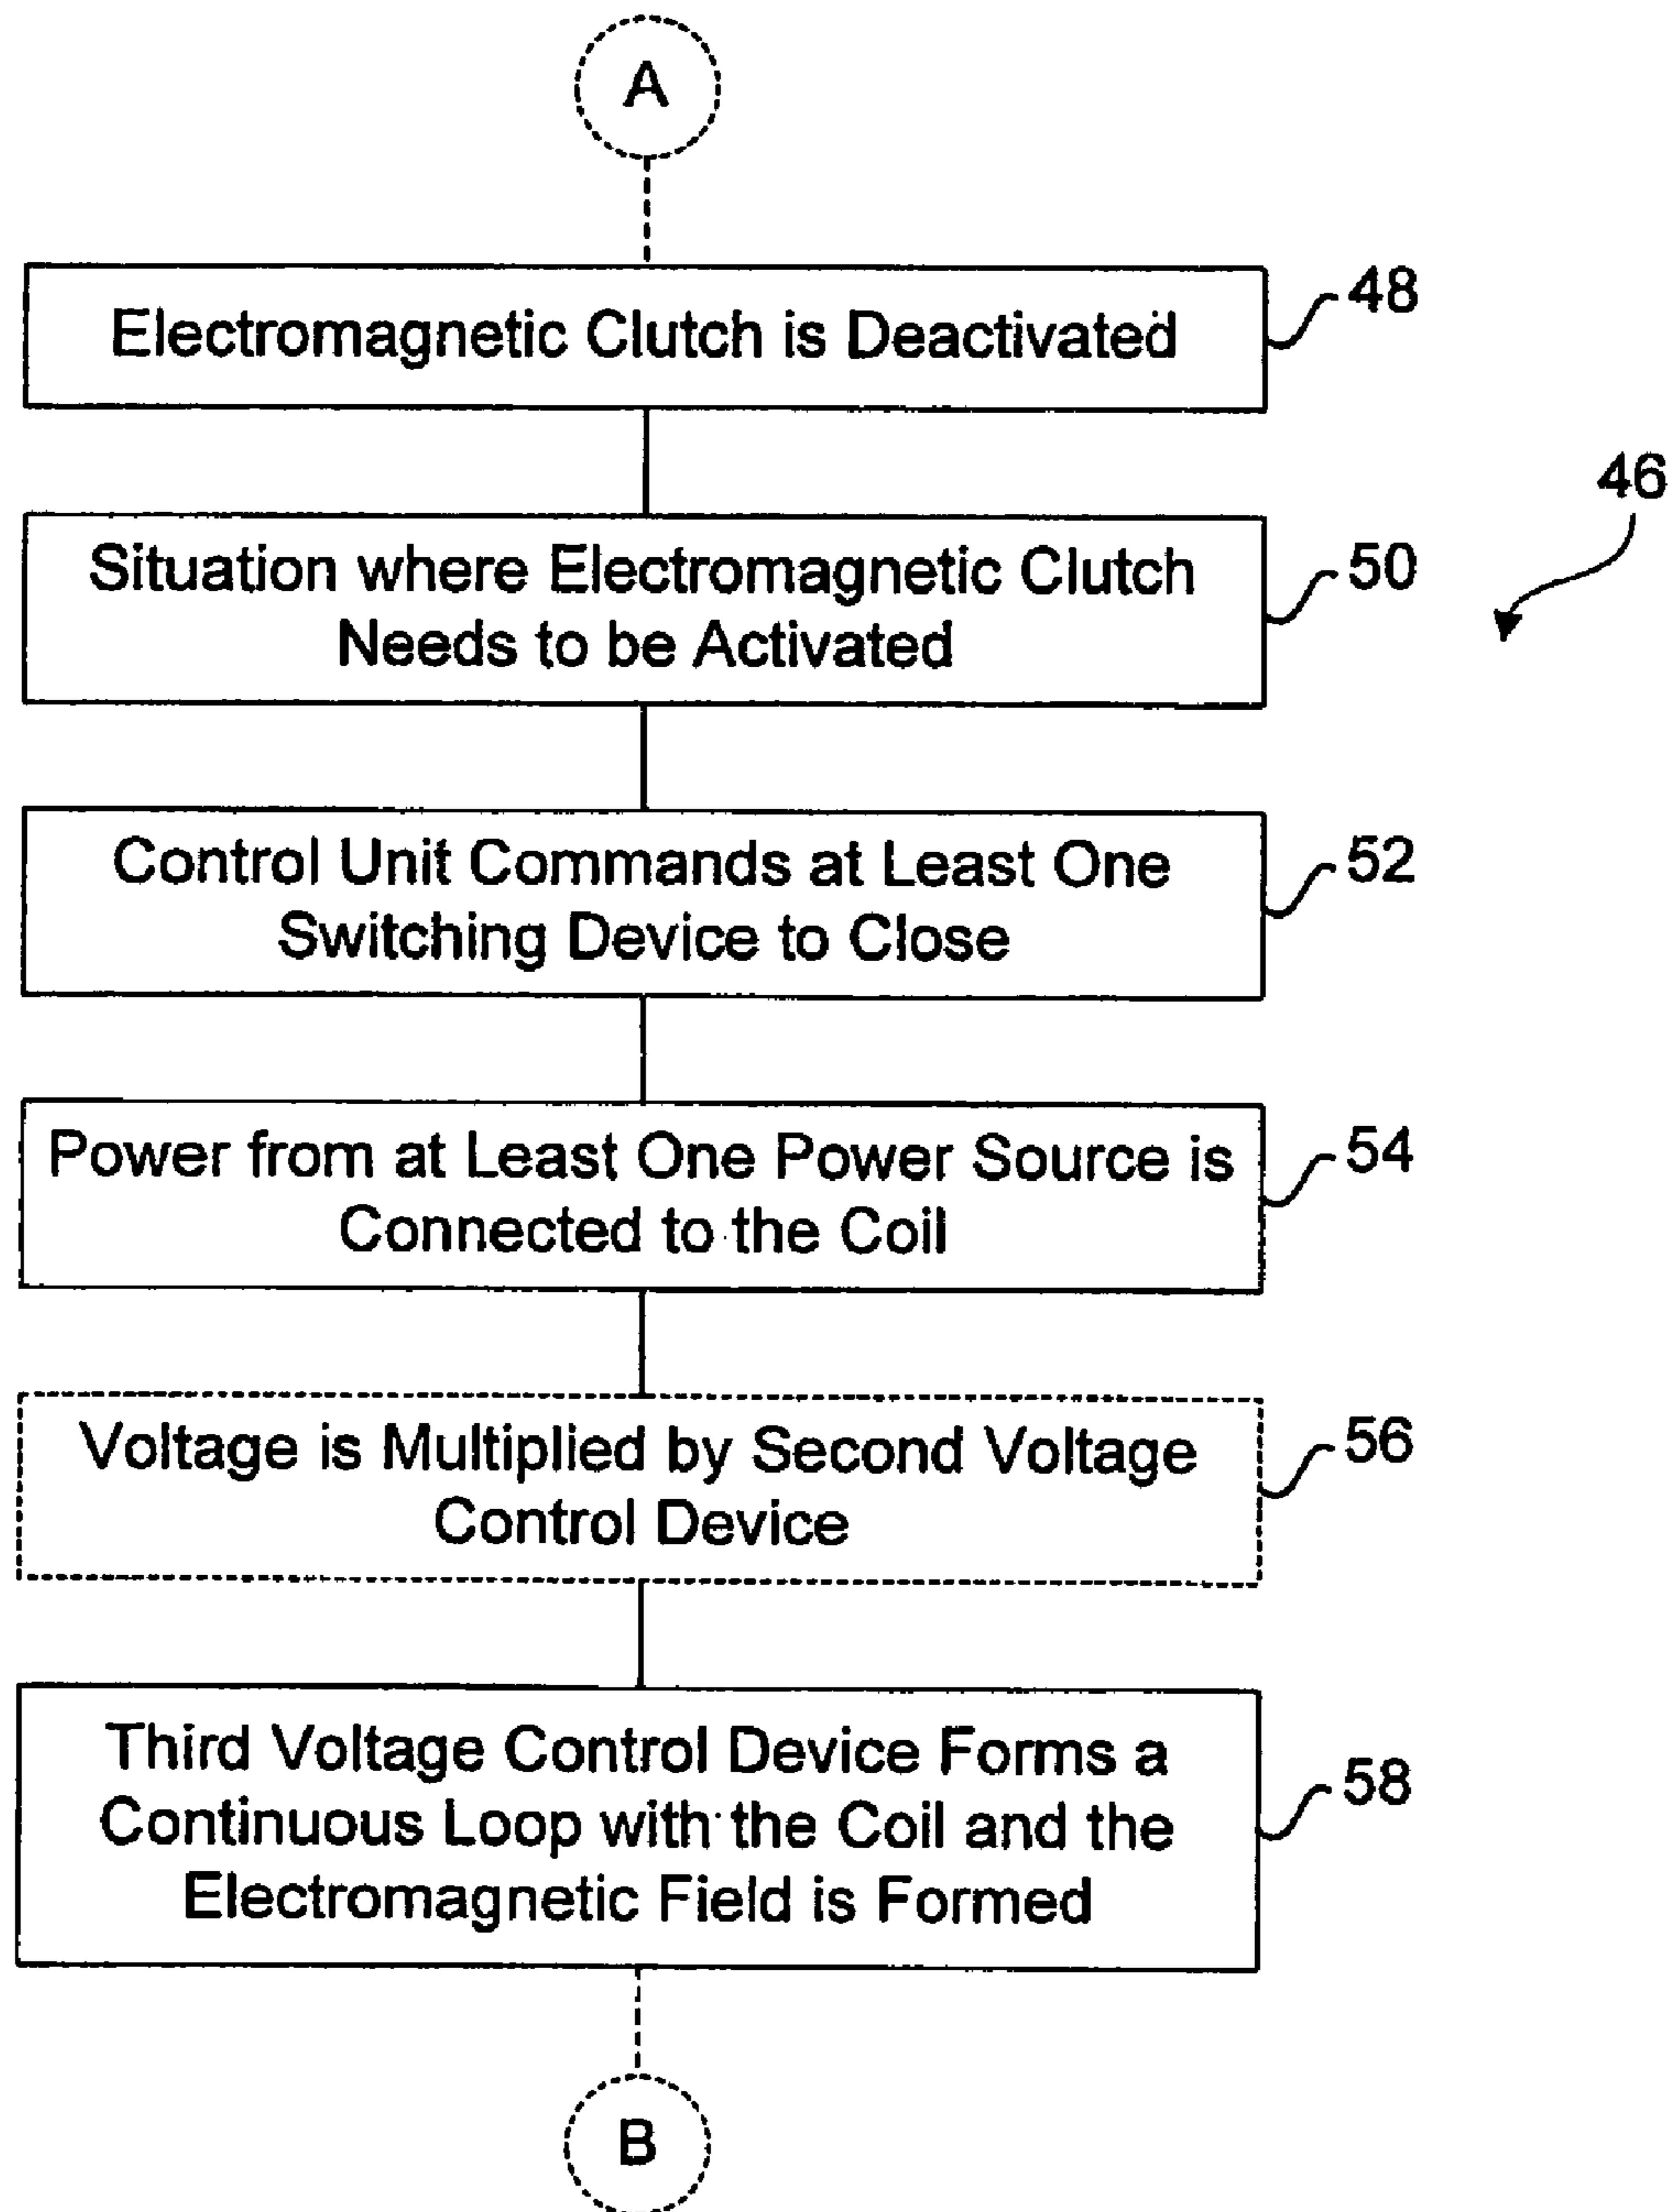 A
Electromagnetic Clutch is Deactivated
48
46
Situation where Electromagnetic Clutch
Needs to be Activated
50
Control Unit Commands at Least One
Switching Device to Close
52
Power from at Least One Power Source is
Connected to the Coil
54
Voltage is Multiplied by Second Voltage
Control Device
56
Third Voltage Control Device Forms a
Continuous Loop with the Coil and the
Electromagnetic Field is Formed
58
B